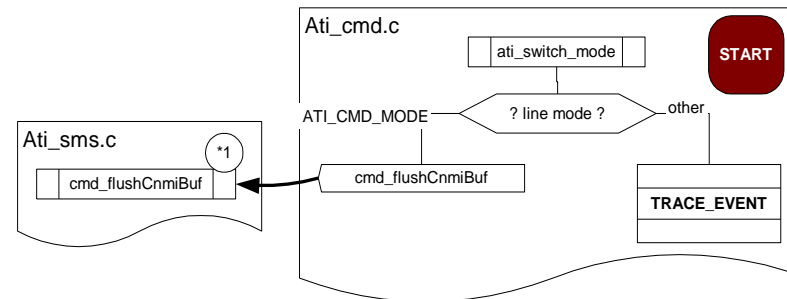 Ati_cmd.c
START
ati_switch_mode
ATI_CMD_MODE
? line mode ?
other
Ati_sms.c
*1
cmd_flushCnmiBuf
cmd_flushCnmiBuf
TRACE_EVENT